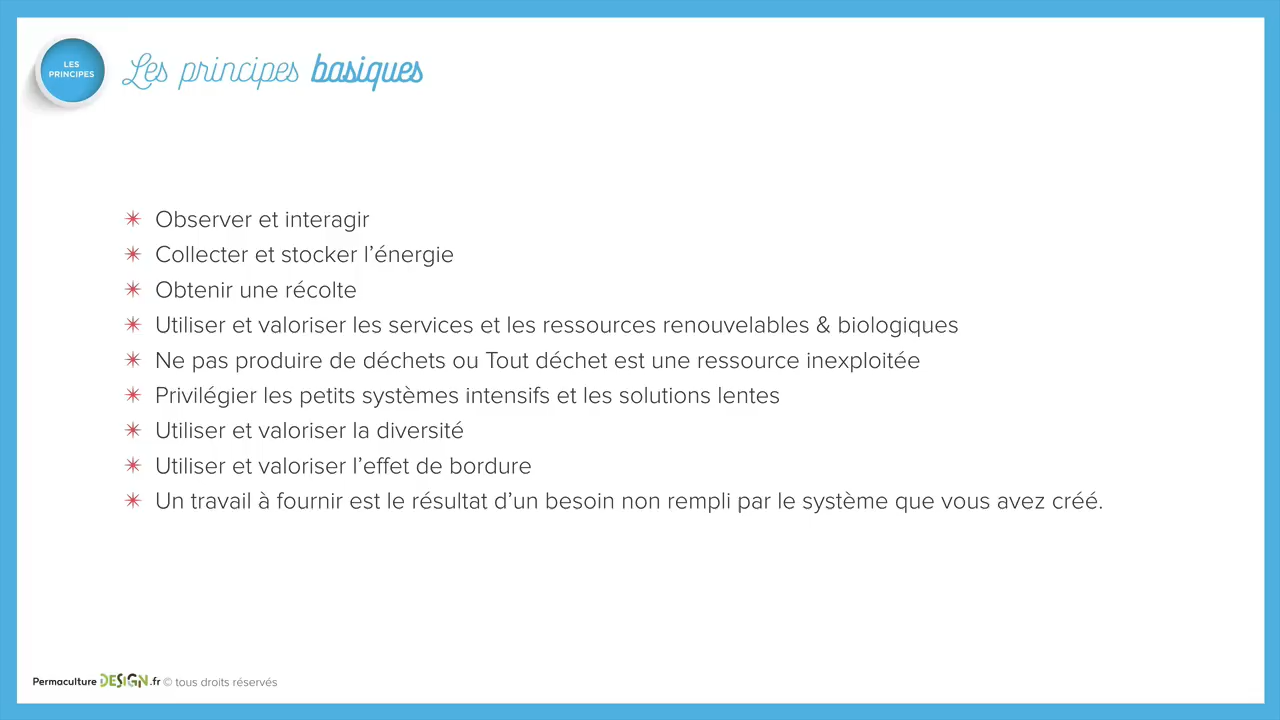 LES
PRINCIPES
Les principes basiques
Observer et interagir
Collecter et stocker l’énergie
Obtenir une récolte
Utiliser et valoriser les services et les ressources renouvelables & biologiques
Ne pas produire de déchets ou Tout déchet est une ressource inexploitée
Privilégier les petits systèmes intensifs et les solutions lentes
Utiliser et valoriser la diversité
Utiliser et valoriser l’effet de bordure
Un travail à fournir est le résultat d’un besoin non rempli par le système que vous avez créé.
Permaculture DESIGN.fr © tous droits réservés